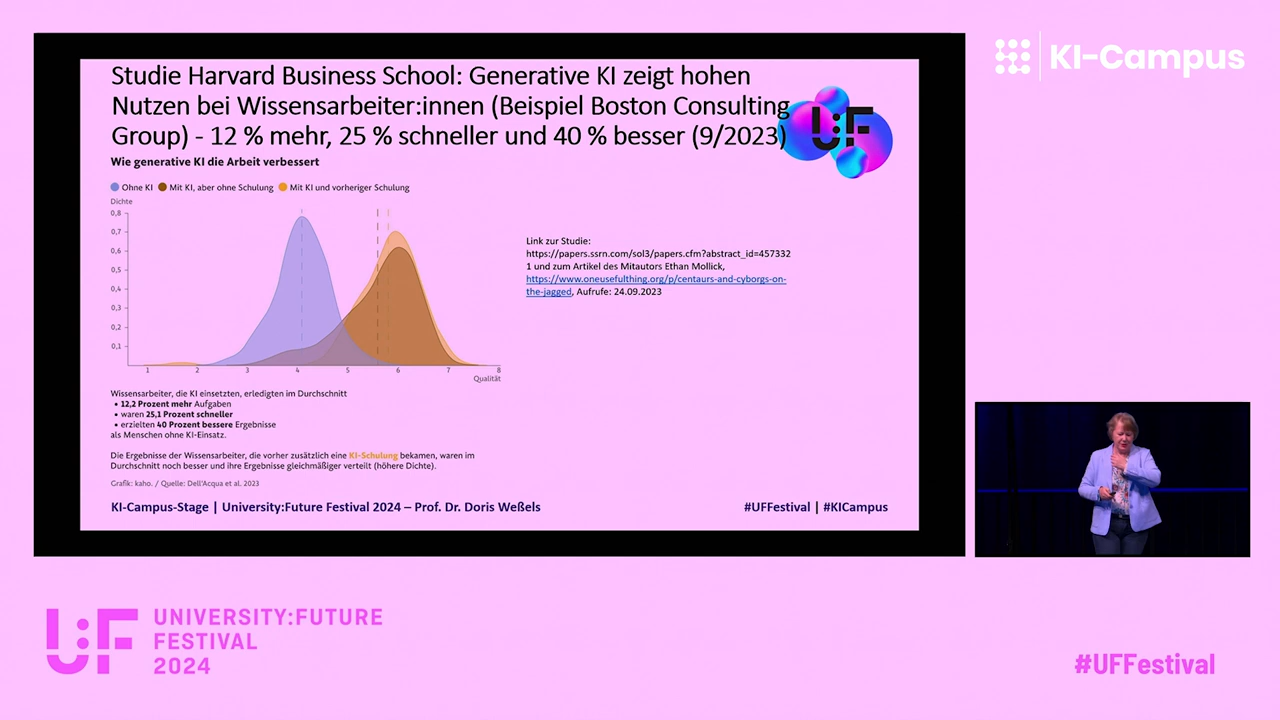 Studie Harvard Business School: Generative KI zeigt hohen
Nutzen bei Wissensarbeiter:innen (Beispiel Boston Consulting
Group) - 12 % mehr, 25 % schneller und 40 % besser (9/2023)
U:F
KI-Campus
Wie generative KI die Arbeit verbessert
Ohne KI Mit KI, aber ohne Schulung Mit KI und vorheriger Schulung
Dichte
0,8
0,7
0,6
0,5
0,4
0,3
0,2
0,1
1 2 3 4 5 6 7 8
Qualität
Link zur Studie:
https://papers.ssrn.com/sol3/papers.cfm?abstract_id=457332
1 und zum Artikel des Mitautors Ethan Mollick,
https://www.oneusefulthing.org/p/centaurs-and-cyborgs-on-
the-jagged, Aufrufe: 24.09.2023
Wissensarbeiter, die KI einsetzten, erledigten im Durchschnitt
• 12,2 Prozent mehr Aufgaben
• waren 25,1 Prozent schneller
• erzielten 40 Prozent bessere Ergebnisse
als Menschen ohne KI-Einsatz.
Die Ergebnisse der Wissensarbeiter, die vorher zusätzlich eine KI-Schulung bekamen, waren im
Durchschnitt noch besser und ihre Ergebnisse gleichmäßiger verteilt (höhere Dichte).
Grafik: kaho. / Quelle: Dell'Acqua et al. 2023
KI-Campus-Stage | University:Future Festival 2024 – Prof. Dr. Doris Weßels
#UFFestival | #KICampus
U:F
UNIVERSITY:FUTURE
FESTIVAL
2024
#UFFestival